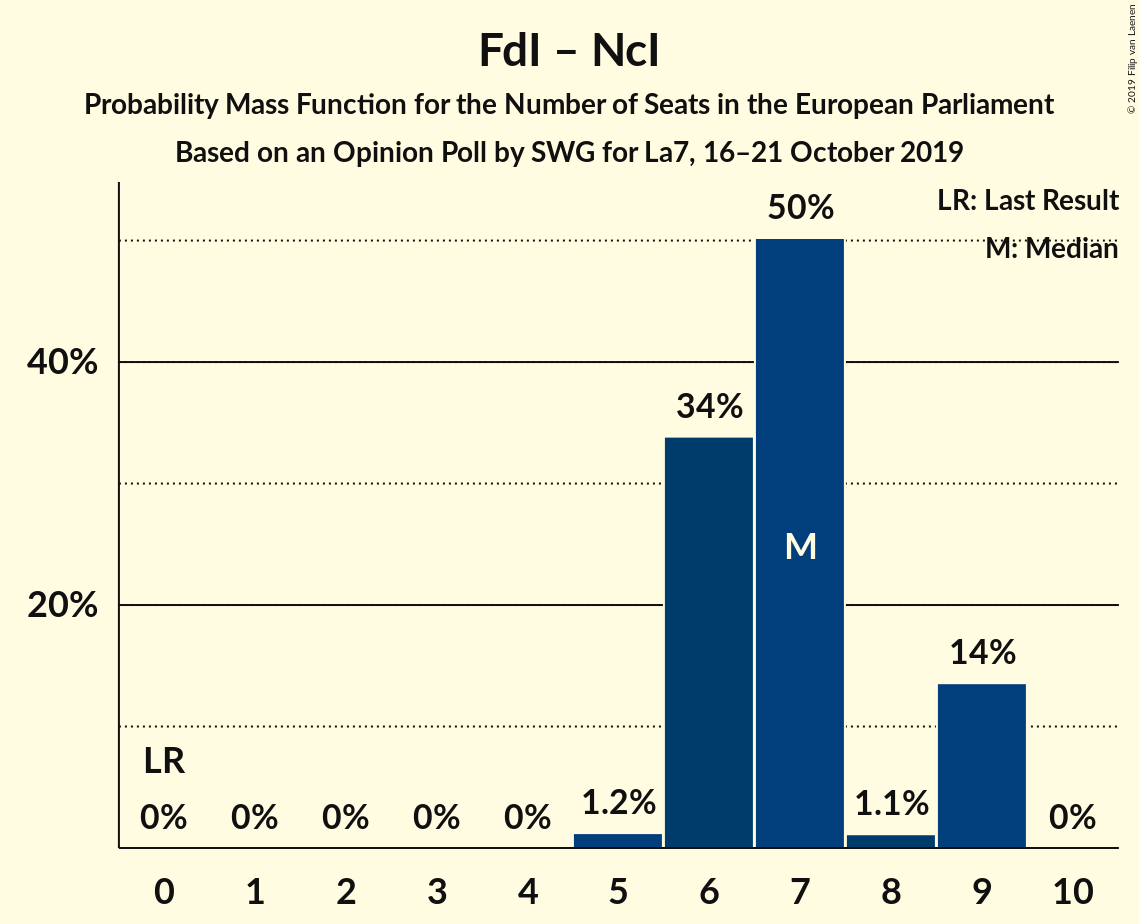 FdI – NcI
Probability Mass Function for the Number of Seats in the European Parliament
Based on an Opinion Poll by SWG for La7, 16–21 October 2019
© 2019 Filip van Laenen
LR: Last Result
M: Median
50%
40%
34%
M
20%
14%
LR
0% 0% 0% 0% 0% 1.2% 1.1% 0%
0 1 2 3 4 5 6 7 8 9 10